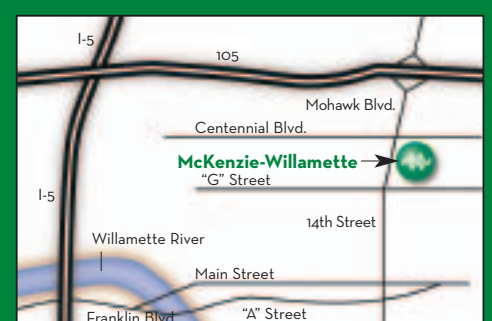 I-5
105
Mohawk Blvd.
Centennial Blvd.
McKenzie-Willamette
"G" Street
I-5
14th Street
Willamette River
Main Street
Franklin Blvd.
"A" Street